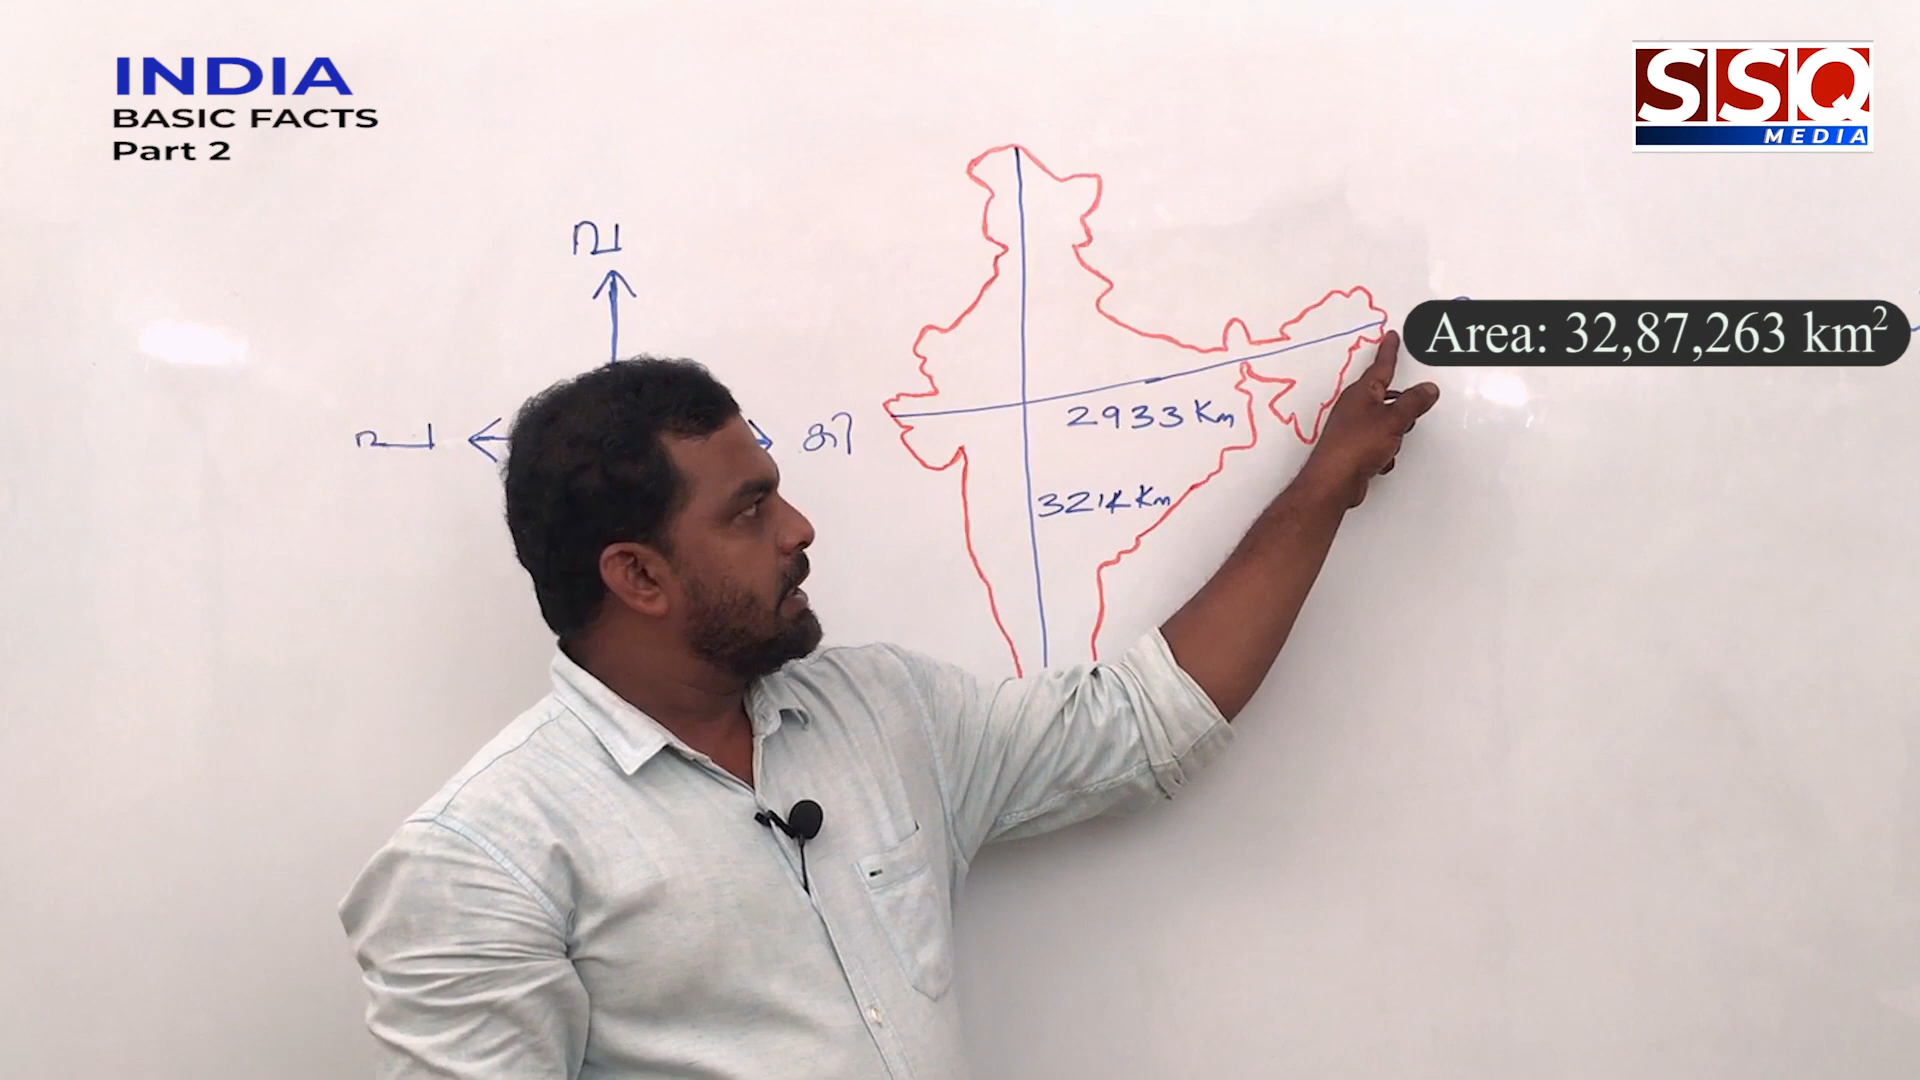 INDIA
BASIC FACTS
Part 2
SSQ
MEDIA
വ
Area: 32,87,263 km²
പ
കി
2933 Km
3214 Km